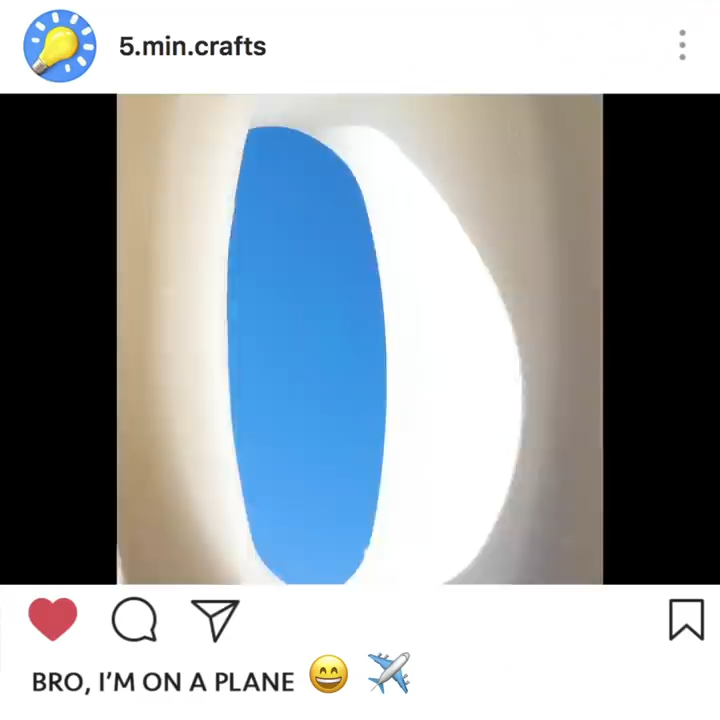 5.min.crafts
BRO, I'M ON A PLANE 😄 ✈️